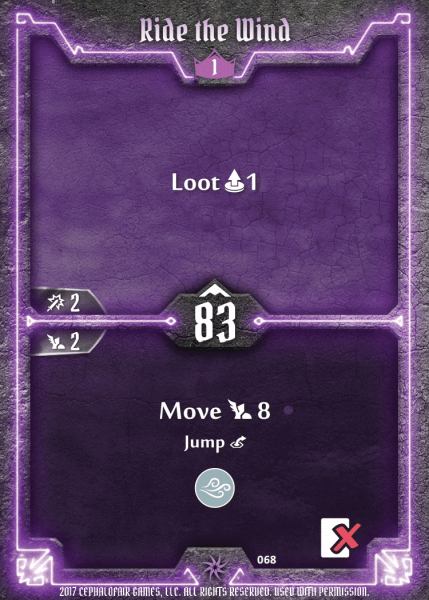 Ride the Wind
1
Loot 1
2
83
2
Move 8
Jump
068
2017 CEPHALOFAIR GAMES, LLC. ALL RIGHTS RESERVED. USED WITH PERMISSION.